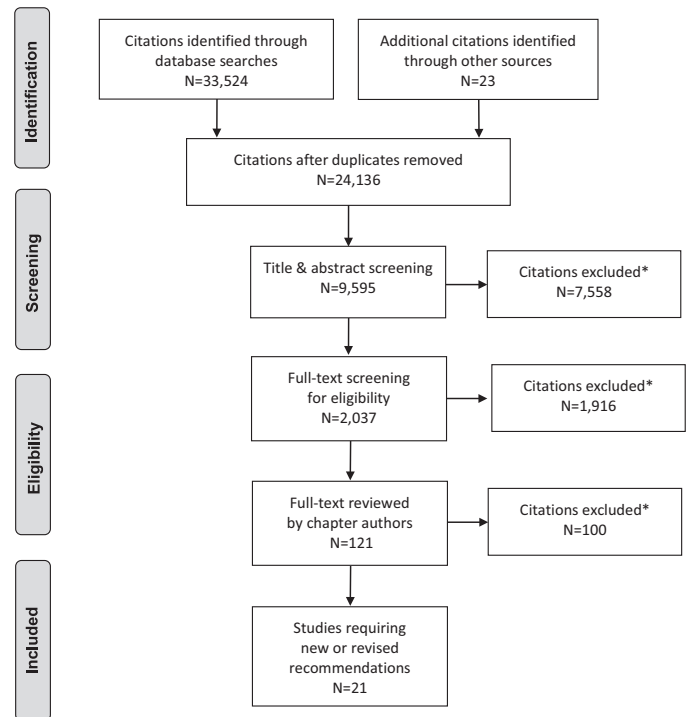 Identification
Citations identified through
database searches
N=33,524
Additional citations identified
through other sources
N=23
Citations after duplicates removed
N=24,136
Screening
Title & abstract screening
N=9,595
Citations excluded*
N=7,558
Eligibility
Full-text screening
for eligibility
N=2,037
Citations excluded*
N=1,916
Full-text reviewed
by chapter authors
N=121
Citations excluded*
N=100
Included
Studies requiring
new or revised
recommendations
N=21